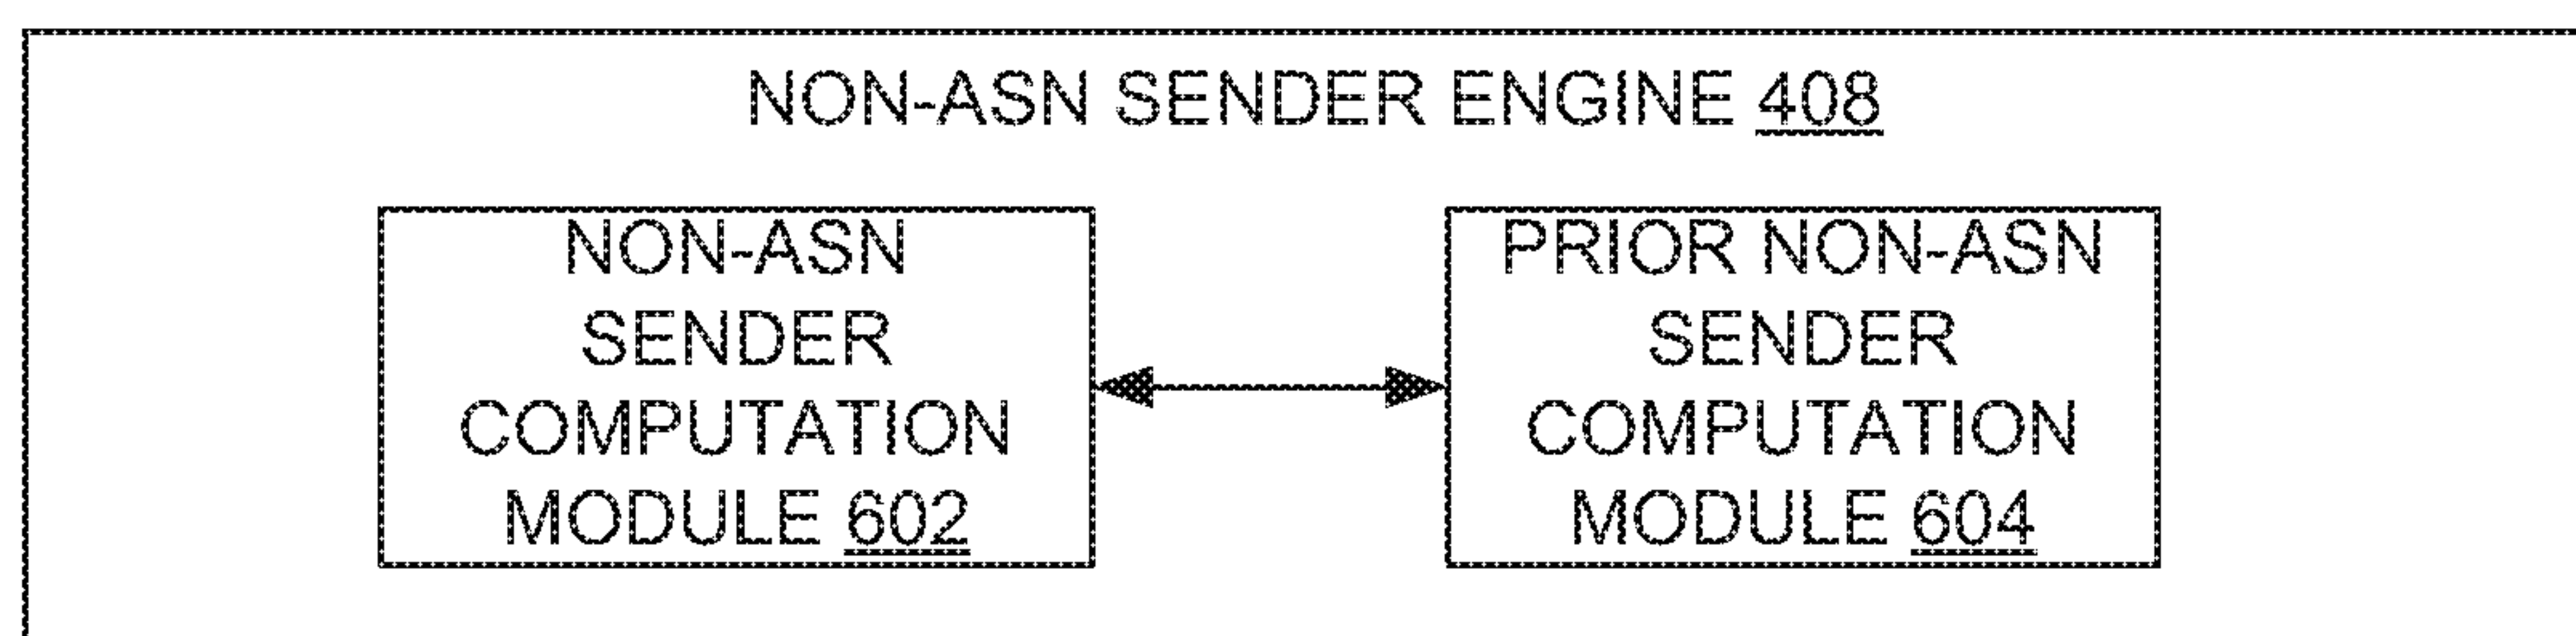 NON-ASN SENDER ENGINE 408
NON-ASN
SENDER
COMPUTATION
MODULE 602
PRIOR NON-ASN
SENDER
COMPUTATION
MODULE 604